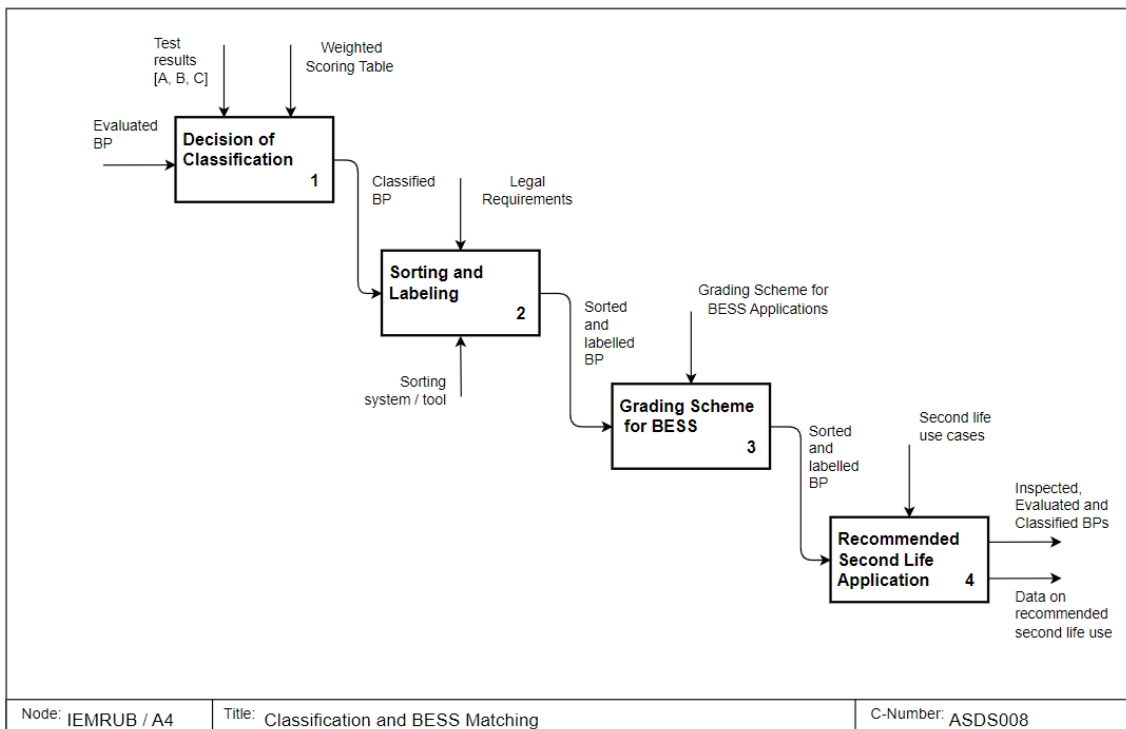 Test
results
[A, B, C]
Weighted
Scoring Table
Evaluated
BP
Decision of
Classification
1
Classified
BP
Legal
Requirements
Sorting and
Labeling
2
Sorting
system / tool
Sorted
and
labelled
BP
Grading Scheme for
BESS Applications
Grading Scheme
for BESS
3
Sorted
and
labelled
BP
Second life
use cases
Recommended
Second Life
Application
4
Inspected,
Evaluated and
Classified BPs
Data on
recommended
second life use
Node: IEMRUB / A4
Title: Classification and BESS Matching
C-Number: ASDS008